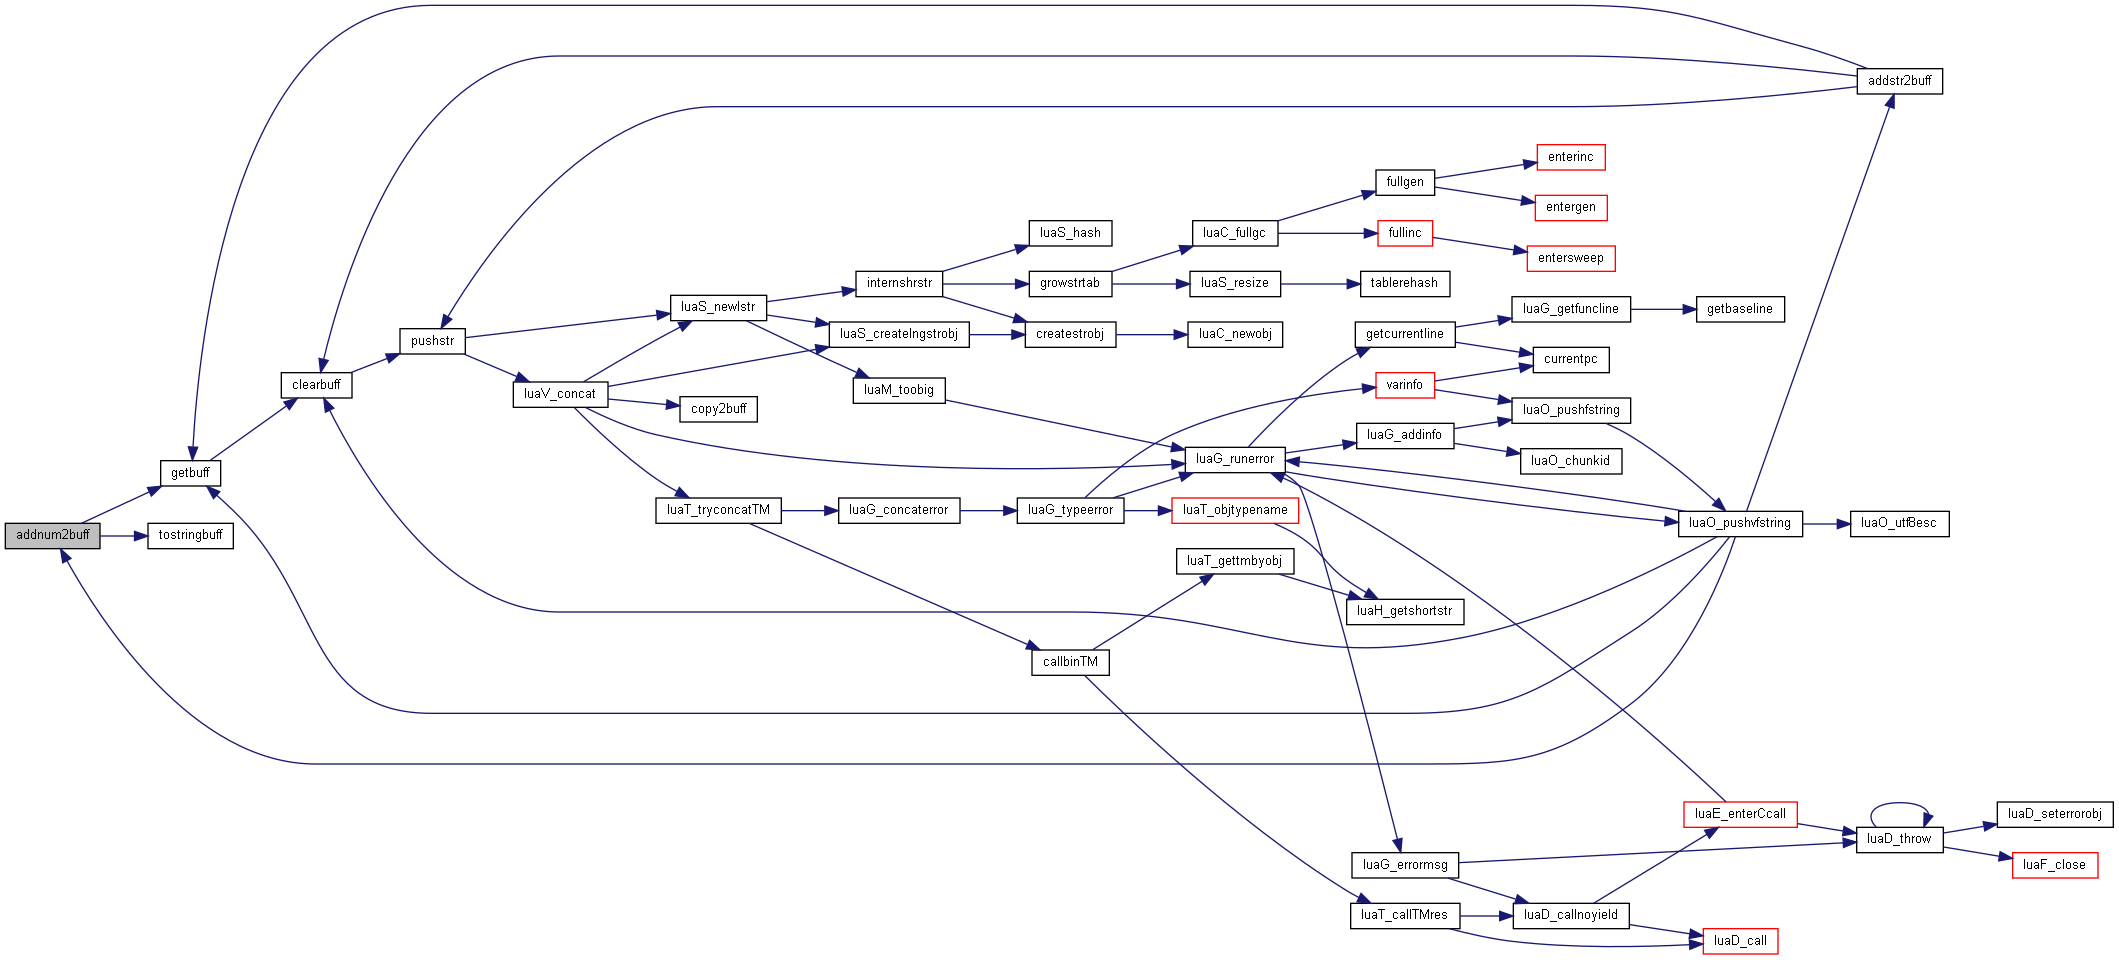 addstr2buff
enterinc
fullgen
entergen
luaS_hash
luaC_fullgc
fullinc
entersweep
internshrstr
growstrtab
luaS_resize
tablerehash
luaS_newlstr
luaG_getfuncline
getbaseline
pushstr
luaS_createlngstrobj
createstrobj
luaC_newobj
getcurrentline
currentpc
clearbuff
luaV_concat
luaM_toobig
varinfo
copy2buff
luaO_pushfstring
luaG_addinfo
luaG_runerror
luaO_chunkid
getbuff
luaT_tryconcatTM
luaG_concaterror
luaG_typeerror
luaT_objtypename
luaO_pushvfstring
luaO_utf8esc
addnum2buff
tostringbuff
luaT_gettmbyobj
luaH_getshortstr
callbinTM
luaE_enterCcall
luaD_seterrorobj
luaD_throw
luaG_errormsg
luaF_close
luaT_callTMres
luaD_callnoyield
luaD_call